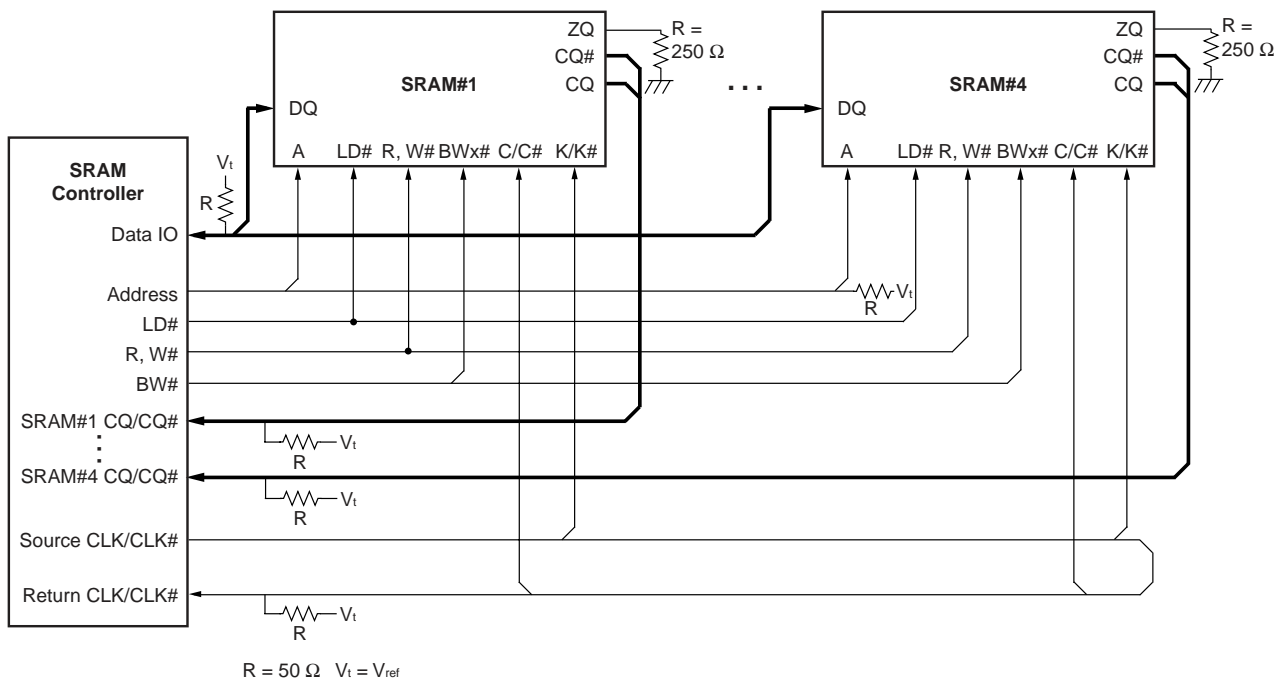 SRAM#1
ZQ
CQ#
CQ
DQ
A LD# R, W# BWx# C/C# K/K#
R =
250 Ω
...
SRAM#4
ZQ
CQ#
CQ
DQ
A LD# R, W# BWx# C/C# K/K#
R =
250 Ω
SRAM
Controller
Vt
R
Data IO
Address
R
Vt
LD#
R, W#
BW#
SRAM#1 CQ/CQ#
R
Vt
SRAM#4 CQ/CQ#
R
Vt
Source CLK/CLK#
Return CLK/CLK#
R
Vt
R = 50 Ω Vt = Vref